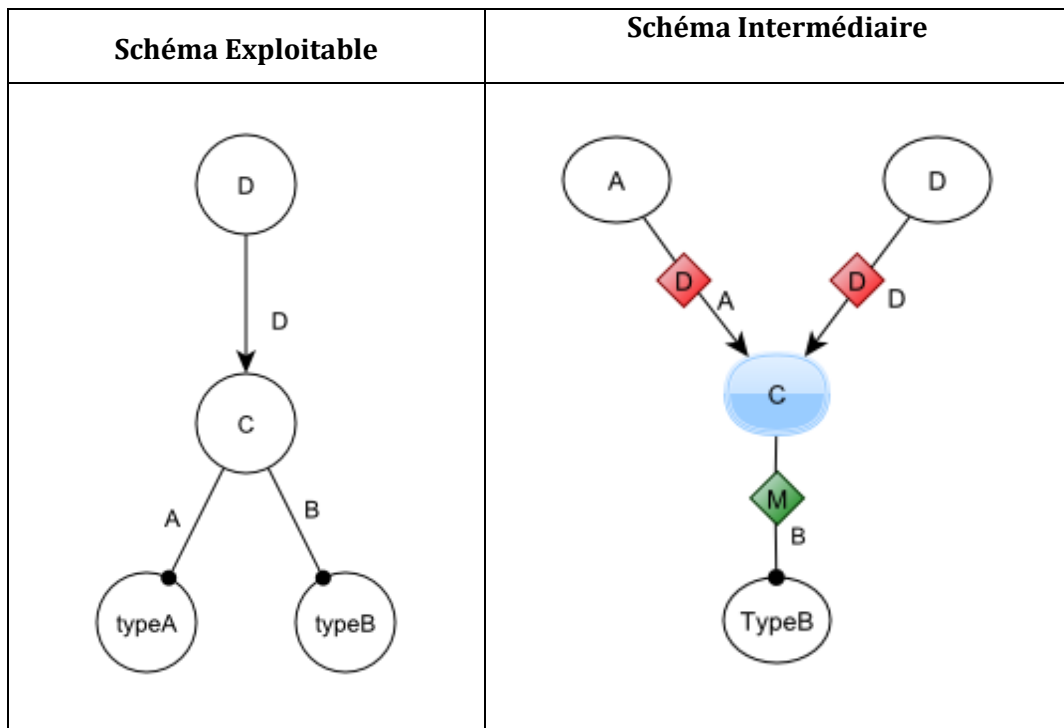 Schéma Exploitable
Schéma Intermédiaire
D
D
C
A
B
typeA
typeB
A
D
D
D
A
D
C
M
B
TypeB